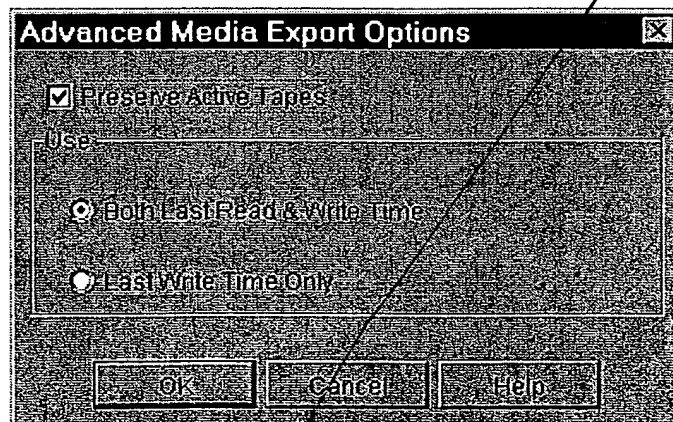 Advanced Media Export Options
Preserve Active Tapes
Use
Both Last Read & Write Time
Last Write Time Only
OK Cancel Help